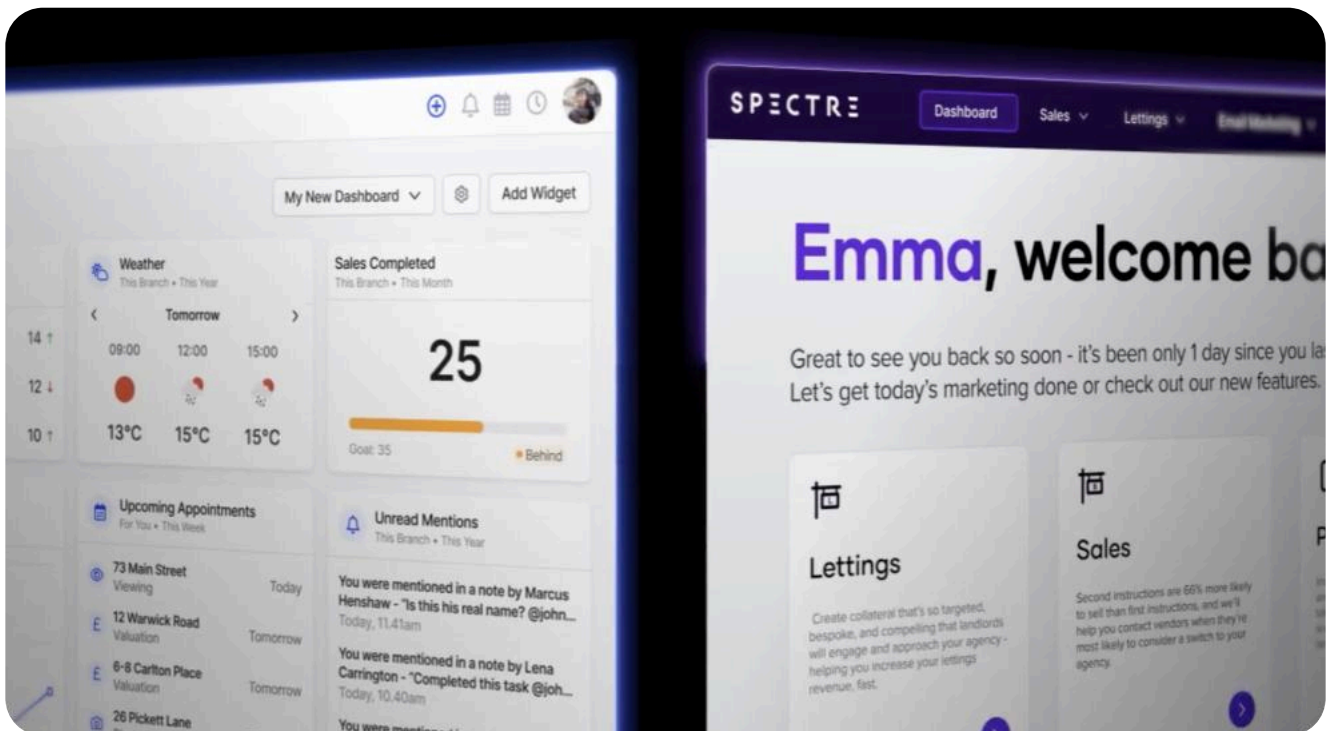 My New Dashboard
Add Widget
Weather
This Branch • This Year
Tomorrow
09:00 12:00 15:00
13°C 15°C 15°C
14 ↑
12 ↓
10 ↑
Sales Completed
This Branch • This Month
25
Goal: 35
Behind
Upcoming Appointments
For You • This Week
73 Main Street
Viewing
Today
12 Warwick Road
Valuation
Tomorrow
6-8 Carlton Place
Valuation
Tomorrow
26 Pickett Lane
Unread Mentions
This Branch • This Year
You were mentioned in a note by Marcus
Henshaw - "Is this his real name? @john...
Today, 11.41am
You were mentioned in a note by Lena
Carrington - "Completed this task @joh...
Today, 10.40am
You were mentioned
SPECTRE
Dashboard
Sales
Lettings
Email Marketing
Emma, welcome ba
Great to see you back so soon - it's been only 1 day since you la
Let's get today's marketing done or check out our new features.
Lettings
Create collateral that's so targeted,
bespoke, and compelling that landlords
will engage and approach your agency -
helping you increase your lettings
revenue, fast.
Sales
Second instructions are 66% more likely
to sell than first instructions, and we'll
help you contact vendors when they're
most likely to consider a switch to your
agency.
P